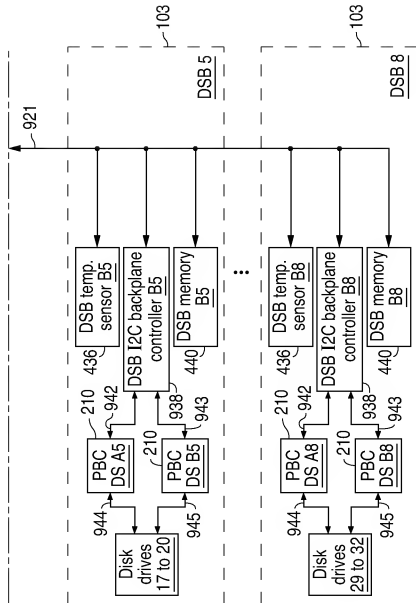 921
103
DSB 5
DSB temp.
sensor B5
436
DSB I2C backplane
controller B5
938
DSB memory
B5
440
210
PBC
DS A5
942
210
PBC
DS B5
943
944
945
Disk
drives
17 to 20
...
103
DSB 8
DSB temp.
sensor B8
436
DSB I2C backplane
controller B8
938
DSB memory
B8
440
210
PBC
DS A8
942
210
PBC
DS B8
943
944
945
Disk
drives
29 to 32